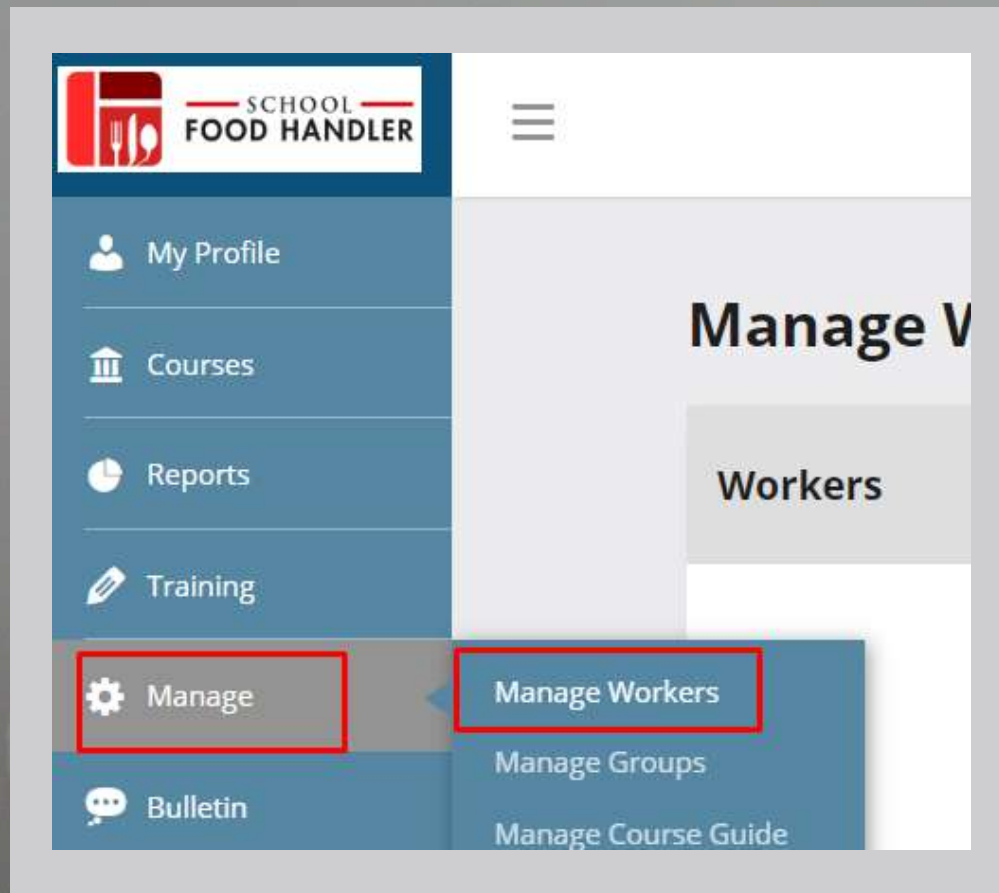 SCHOOL
FOOD HANDLER
My Profile
Courses
Reports
Training
Manage
Bulletin
Manage W
Workers
Manage Workers
Manage Groups
Manage Course Guide